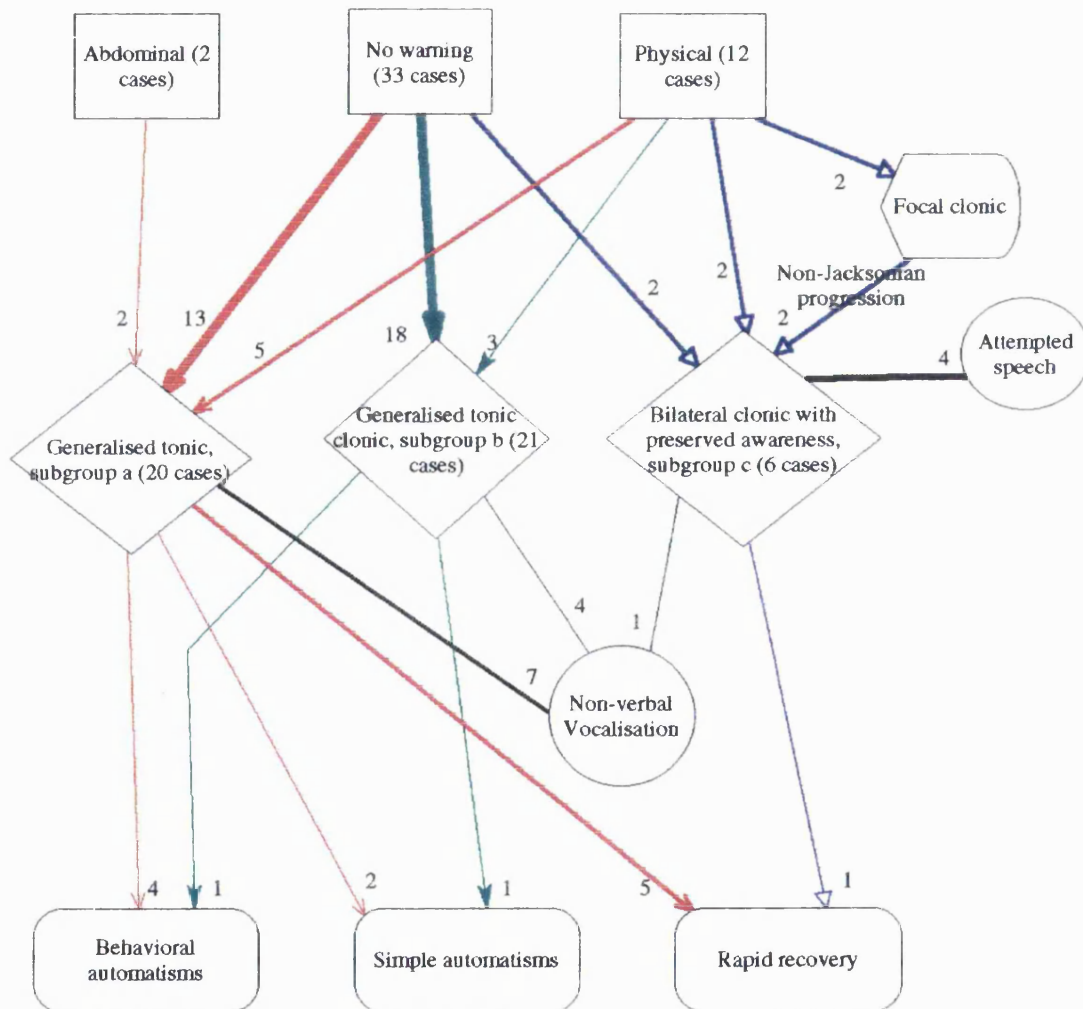 Abdominal (2
cases)
No warning
(33 cases)
Physical (12
cases)
2
Focal clonic
Non-Jacksonian
progression
2
13
5
18
3
2
2
2
4
Attempted
speech
Generalised tonic,
subgroup a (20 cases)
Generalised tonic
clonic, subgroup b (21
cases)
Bilateral clonic with
preserved awareness,
subgroup c (6 cases)
4
1
7
Non-verbal
Vocalisation
4
1
2
1
5
1
Behavioral
automatisms
Simple automatisms
Rapid recovery